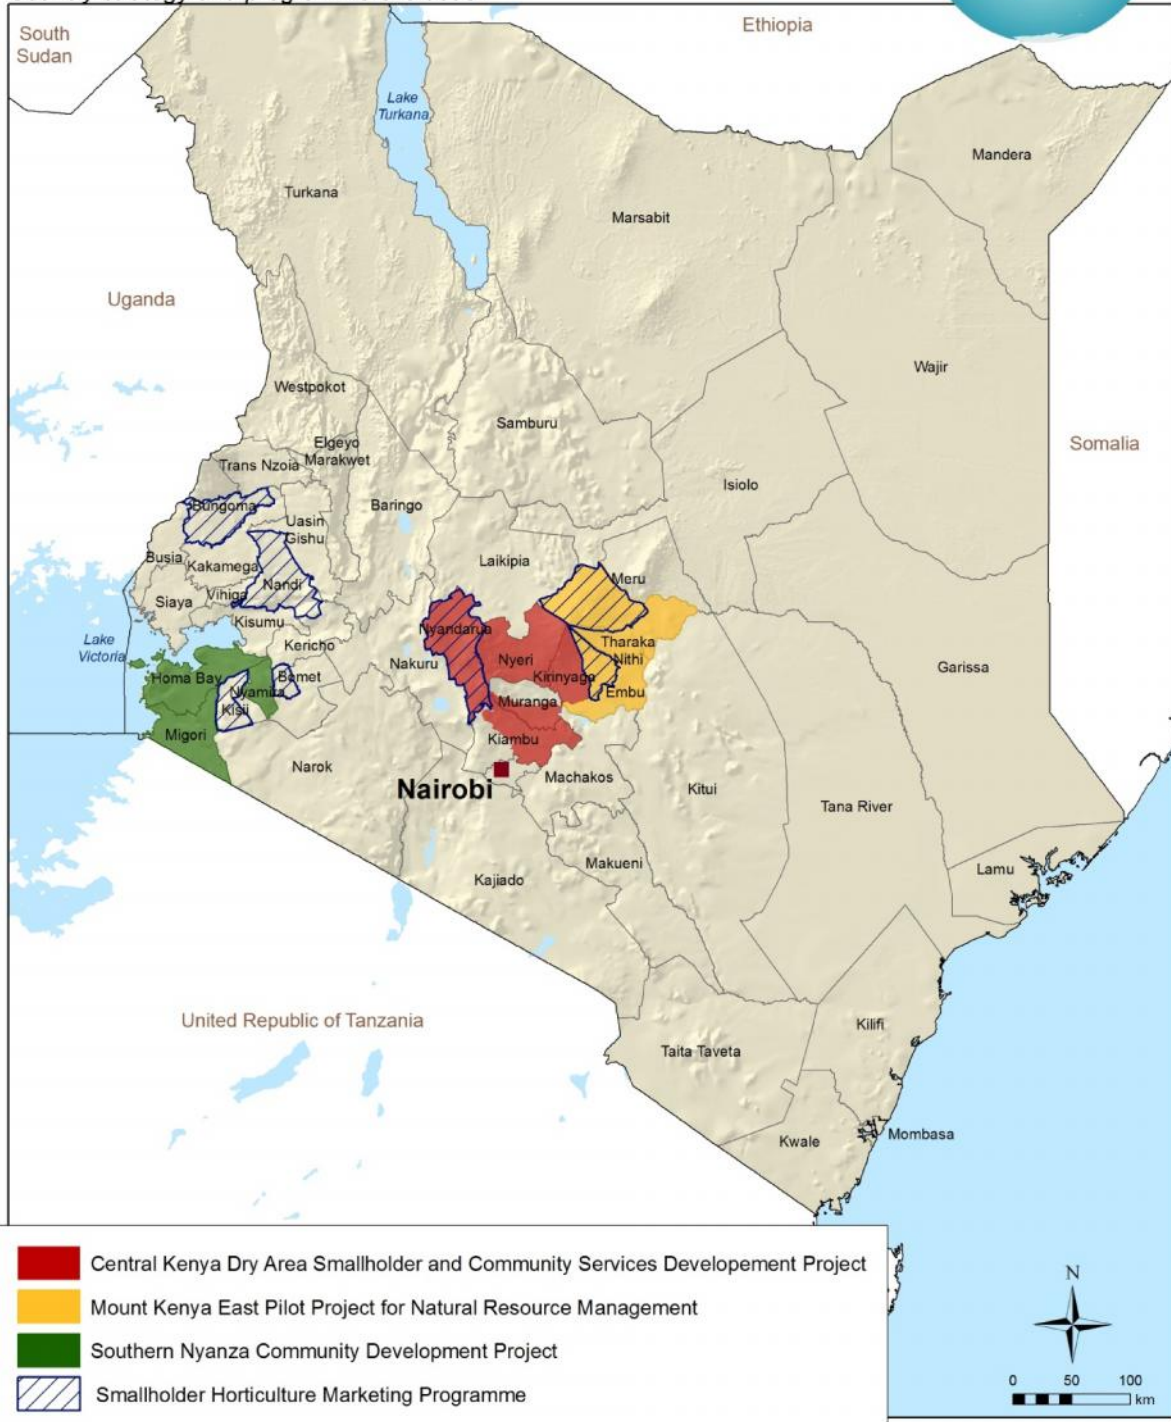 South
Sudan
Ethiopia
Lake
Turkana
Mandera
Turkana
Marsabit
Uganda
Wajir
Westpokot
Samburu
Somalia
Elgeyo
Marakwet
Trans Nzoia
Isiolo
Bungoma
Baringo
Uasin
Gishu
Busia
Kakamega
Laikipia
Meru
Nandi
Vihiga
Siaya
Kisumu
Nyandarua
Kericho
Lake
Victoria
Tharaka
Nithi
Nakuru
Nyeri
Garissa
Homa Bay
Bomet
Kirinyaga
Nyamira
Embu
Muranga
Kisii
Migori
Kiambu
Narok
Machakos
Nairobi
Kitui
Tana River
Makueni
Lamu
Kajiado
United Republic of Tanzania
Kilifi
Taita Taveta
Mombasa
Kwale
Central Kenya Dry Area Smallholder and Community Services Developement Project
Mount Kenya East Pilot Project for Natural Resource Management
Southern Nyanza Community Development Project
Smallholder Horticulture Marketing Programme
N
0 50 100
km